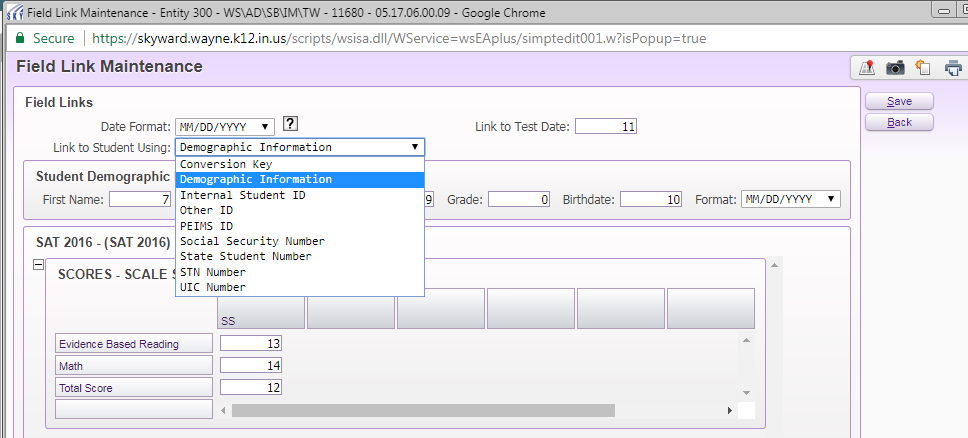 Field Link Maintenance - Entity 300 - WS\AD\SB\IM\TW - 11680 - 05.17.06.00.09 - Google Chrome
Secure https://skyward.wayne.k12.in.us/scripts/wsisa.dll/WService=wsEAplus/simptedit001.w?isPopup=true
Field Link Maintenance
Field Links
Save
Back
Date Format: MM/DD/YYYY ? Link to Test Date: 11
Link to Student Using: Demographic Information
Conversion Key
Demographic Information
Internal Student ID
Other ID
PEIMS ID
Social Security Number
State Student Number
STN Number
UIC Number
Student Demographic
First Name: 7 9 Grade: 0 Birthdate: 10 Format: MM/DD/YYYY
SAT 2016 - (SAT 2016)
SCORES - SCALE S
SS
Evidence Based Reading 13
Math 14
Total Score 12